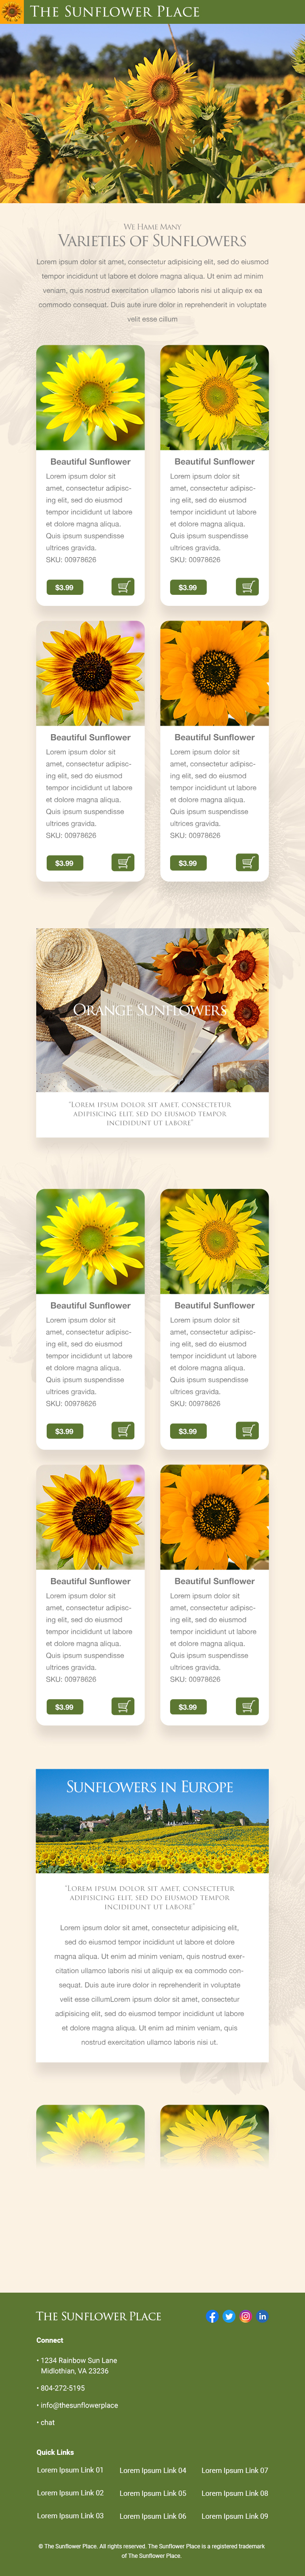 The Sunflower Place
We Hame Many
Varieties of Sunflowers
Lorem ipsum dolor sit amet, consectetur adipisicing elit, sed do eiusmod
tempor incididunt ut labore et dolore magna aliqua. Ut enim ad minim
veniam, quis nostrud exercitation ullamco laboris nisi ut aliquip ex ea
commodo consequat. Duis aute irure dolor in reprehenderit in voluptate
velit esse cillum
Beautiful Sunflower
Lorem ipsum dolor sit
amet, consectetur adipisc-
ing elit, sed do eiusmod
tempor incididunt ut labore
et dolore magna aliqua.
Quis ipsum suspendisse
ultrices gravida.
SKU: 00978626
$3.99
Beautiful Sunflower
Lorem ipsum dolor sit
amet, consectetur adipisc-
ing elit, sed do eiusmod
tempor incididunt ut labore
et dolore magna aliqua.
Quis ipsum suspendisse
ultrices gravida.
SKU: 00978626
$3.99
Beautiful Sunflower
Lorem ipsum dolor sit
amet, consectetur adipisc-
ing elit, sed do eiusmod
tempor incididunt ut labore
et dolore magna aliqua.
Quis ipsum suspendisse
ultrices gravida.
SKU: 00978626
$3.99
Beautiful Sunflower
Lorem ipsum dolor sit
amet, consectetur adipisc-
ing elit, sed do eiusmod
tempor incididunt ut labore
et dolore magna aliqua.
Quis ipsum suspendisse
ultrices gravida.
SKU: 00978626
$3.99
Orange Sunflowers
"Lorem ipsum dolor sit amet, consectetur
adipisicing elit, sed do eiusmod tempor
incididunt ut labore"
Beautiful Sunflower
Lorem ipsum dolor sit
amet, consectetur adipisc-
ing elit, sed do eiusmod
tempor incididunt ut labore
et dolore magna aliqua.
Quis ipsum suspendisse
ultrices gravida.
SKU: 00978626
$3.99
Beautiful Sunflower
Lorem ipsum dolor sit
amet, consectetur adipisc-
ing elit, sed do eiusmod
tempor incididunt ut labore
et dolore magna aliqua.
Quis ipsum suspendisse
ultrices gravida.
SKU: 00978626
$3.99
Beautiful Sunflower
Lorem ipsum dolor sit
amet, consectetur adipisc-
ing elit, sed do eiusmod
tempor incididunt ut labore
et dolore magna aliqua.
Quis ipsum suspendisse
ultrices gravida.
SKU: 00978626
$3.99
Beautiful Sunflower
Lorem ipsum dolor sit
amet, consectetur adipisc-
ing elit, sed do eiusmod
tempor incididunt ut labore
et dolore magna aliqua.
Quis ipsum suspendisse
ultrices gravida.
SKU: 00978626
$3.99
Sunflowers in Europe
"Lorem ipsum dolor sit amet, consectetur
adipisicing elit, sed do eiusmod tempor
incididunt ut labore"
Lorem ipsum dolor sit amet, consectetur adipisicing elit,
sed do eiusmod tempor incididunt ut labore et dolore
magna aliqua. Ut enim ad minim veniam, quis nostrud exer-
citation ullamco laboris nisi ut aliquip ex ea commodo con-
sequat. Duis aute irure dolor in reprehenderit in voluptate
velit esse cillumLorem ipsum dolor sit amet, consectetur
adipisicing elit, sed do eiusmod tempor incididunt ut labore
et dolore magna aliqua. Ut enim ad minim veniam, quis
nostrud exercitation ullamco laboris nisi ut.
The Sunflower Place
Connect
• 1234 Rainbow Sun Lane
Midlothian, VA 23236
• 804-272-5195
• info@thesunflowerplace
• chat
Quick Links
Lorem Ipsum Link 01
Lorem Ipsum Link 04
Lorem Ipsum Link 07
Lorem Ipsum Link 02
Lorem Ipsum Link 05
Lorem Ipsum Link 08
Lorem Ipsum Link 03
Lorem Ipsum Link 06
Lorem Ipsum Link 09
© The Sunflower Place. All rights reserved. The Sunflower Place is a registered trademark
of The Sunflower Place.